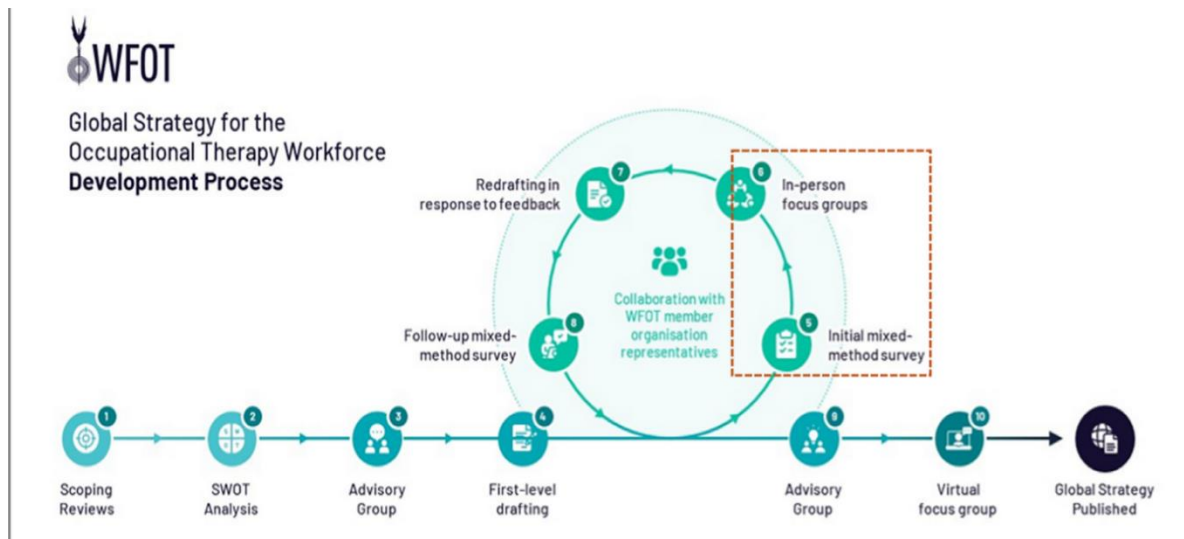 WFOT
Global Strategy for the
Occupational Therapy Workforce
Development Process
7
Redrafting in
response to feedback
6
In-person
focus groups
Collaboration with
WFOT member
organisation
representatives
8
Follow-up mixed-
method survey
5
Initial mixed-
method survey
1
Scoping
Reviews
2
SWOT
Analysis
3
Advisory
Group
4
First-level
drafting
9
Advisory
Group
10
Virtual
focus group
Global Strategy
Published